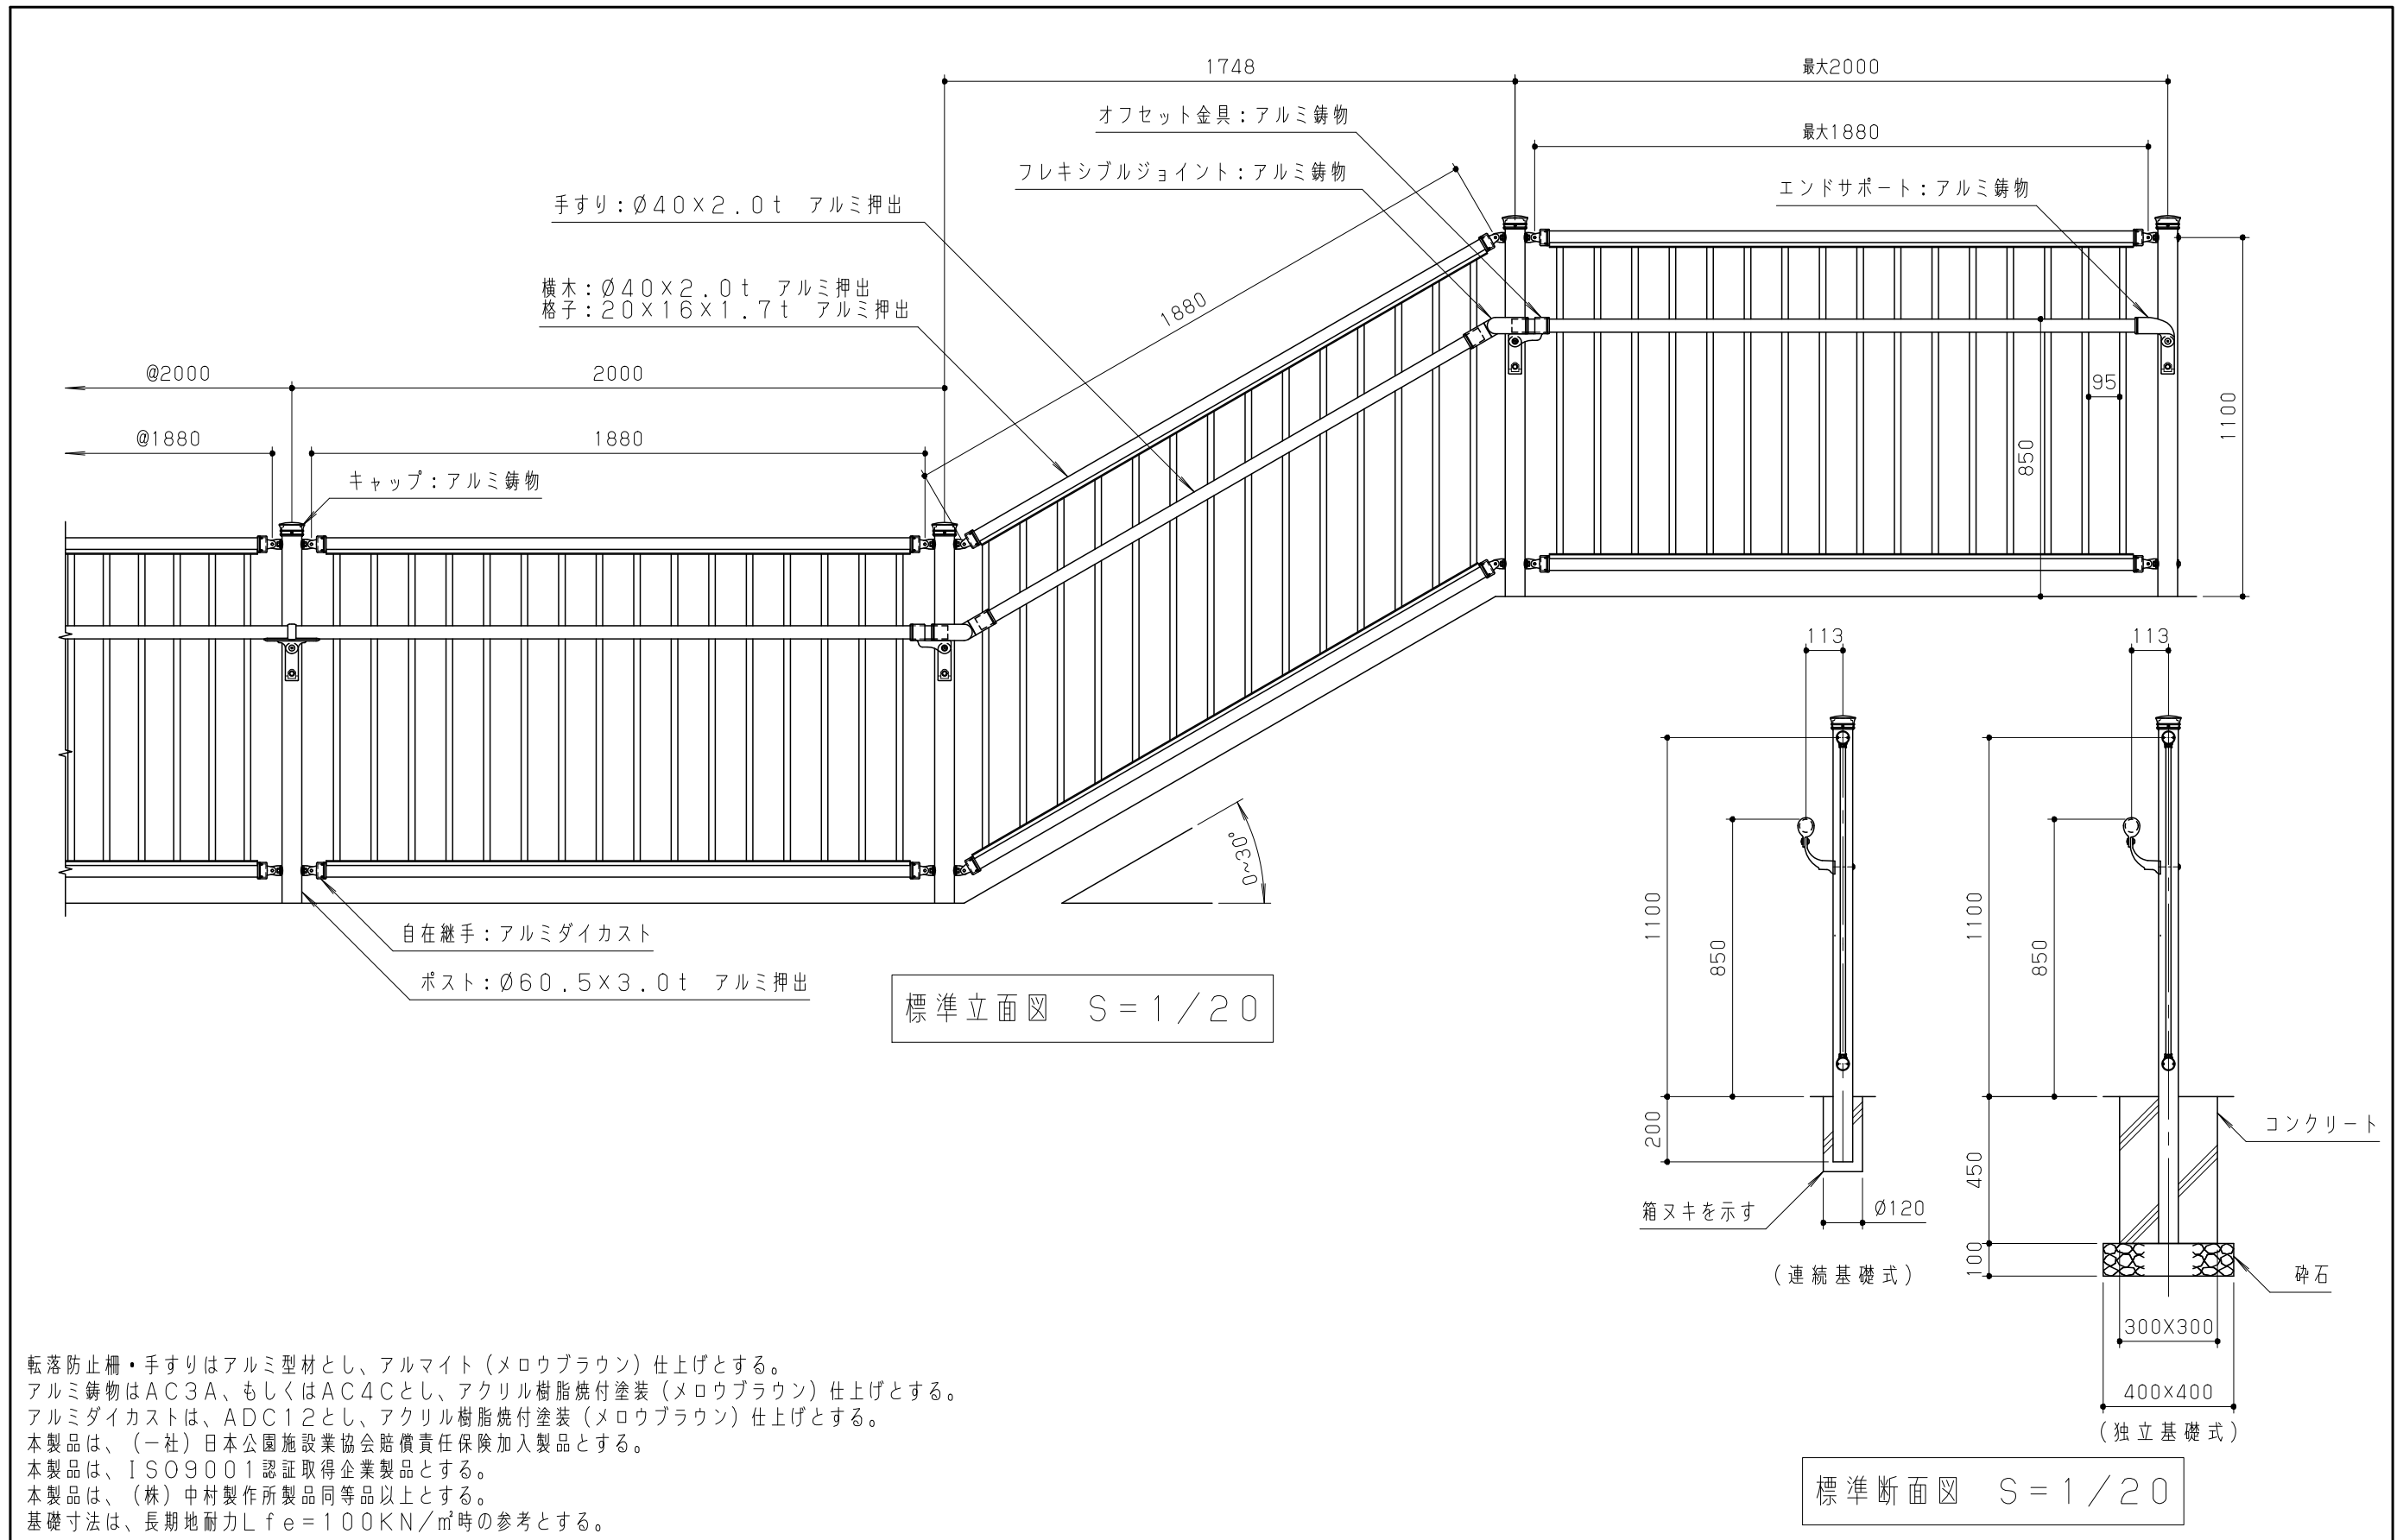 1748
最大2000
オフセット金具：アルミ鋳物
最大1880
フレキシブルジョイント：アルミ鋳物
エンドサポート：アルミ鋳物
手すり：Ø40×2.0t　アルミ押出
横木：Ø40×2.0t　アルミ押出
格子：20×16×1.7t　アルミ押出
1880
@2000
2000
@1880
1880
キャップ：アルミ鋳物
95
850
1100
0~30°
自在継手：アルミダイカスト
ポスト：Ø60.5×3.0t　アルミ押出
標準立面図　S=1/20
113
1100
850
200
箱ヌキを示す
Ø120
（連続基礎式）
113
1100
850
450
100
コンクリート
砕石
300X300
400×400
（独立基礎式）
標準断面図　S=1/20
転落防止柵・手すりはアルミ型材とし、アルマイト（メロウブラウン）仕上げとする。
アルミ鋳物はAC3A、もしくはAC4Cとし、アクリル樹脂焼付塗装（メロウブラウン）仕上げとする。
アルミダイカストは、ADC12とし、アクリル樹脂焼付塗装（メロウブラウン）仕上げとする。
本製品は、（一社）日本公園施設業協会賠償責任保険加入製品とする。
本製品は、ISO9001認証取得企業製品とする。
本製品は、（株）中村製作所製品同等品以上とする。
基礎寸法は、長期地耐力Lfe=100KN/㎡時の参考とする。